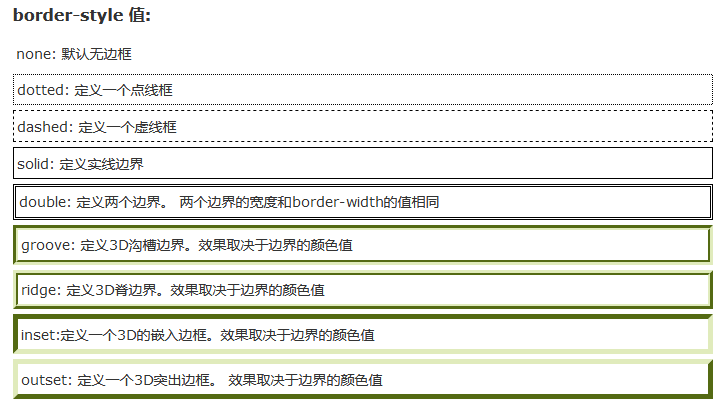 border-style 值:
none: 默认无边框
dotted: 定义一个点线框
dashed: 定义一个虚线框
solid: 定义实线边界
double: 定义两个边界。 两个边界的宽度和border-width的值相同
groove: 定义3D沟槽边界。效果取决于边界的颜色值
ridge: 定义3D脊边界。效果取决于边界的颜色值
inset:定义一个3D的嵌入边框。效果取决于边界的颜色值
outset: 定义一个3D突出边框。 效果取决于边界的颜色值